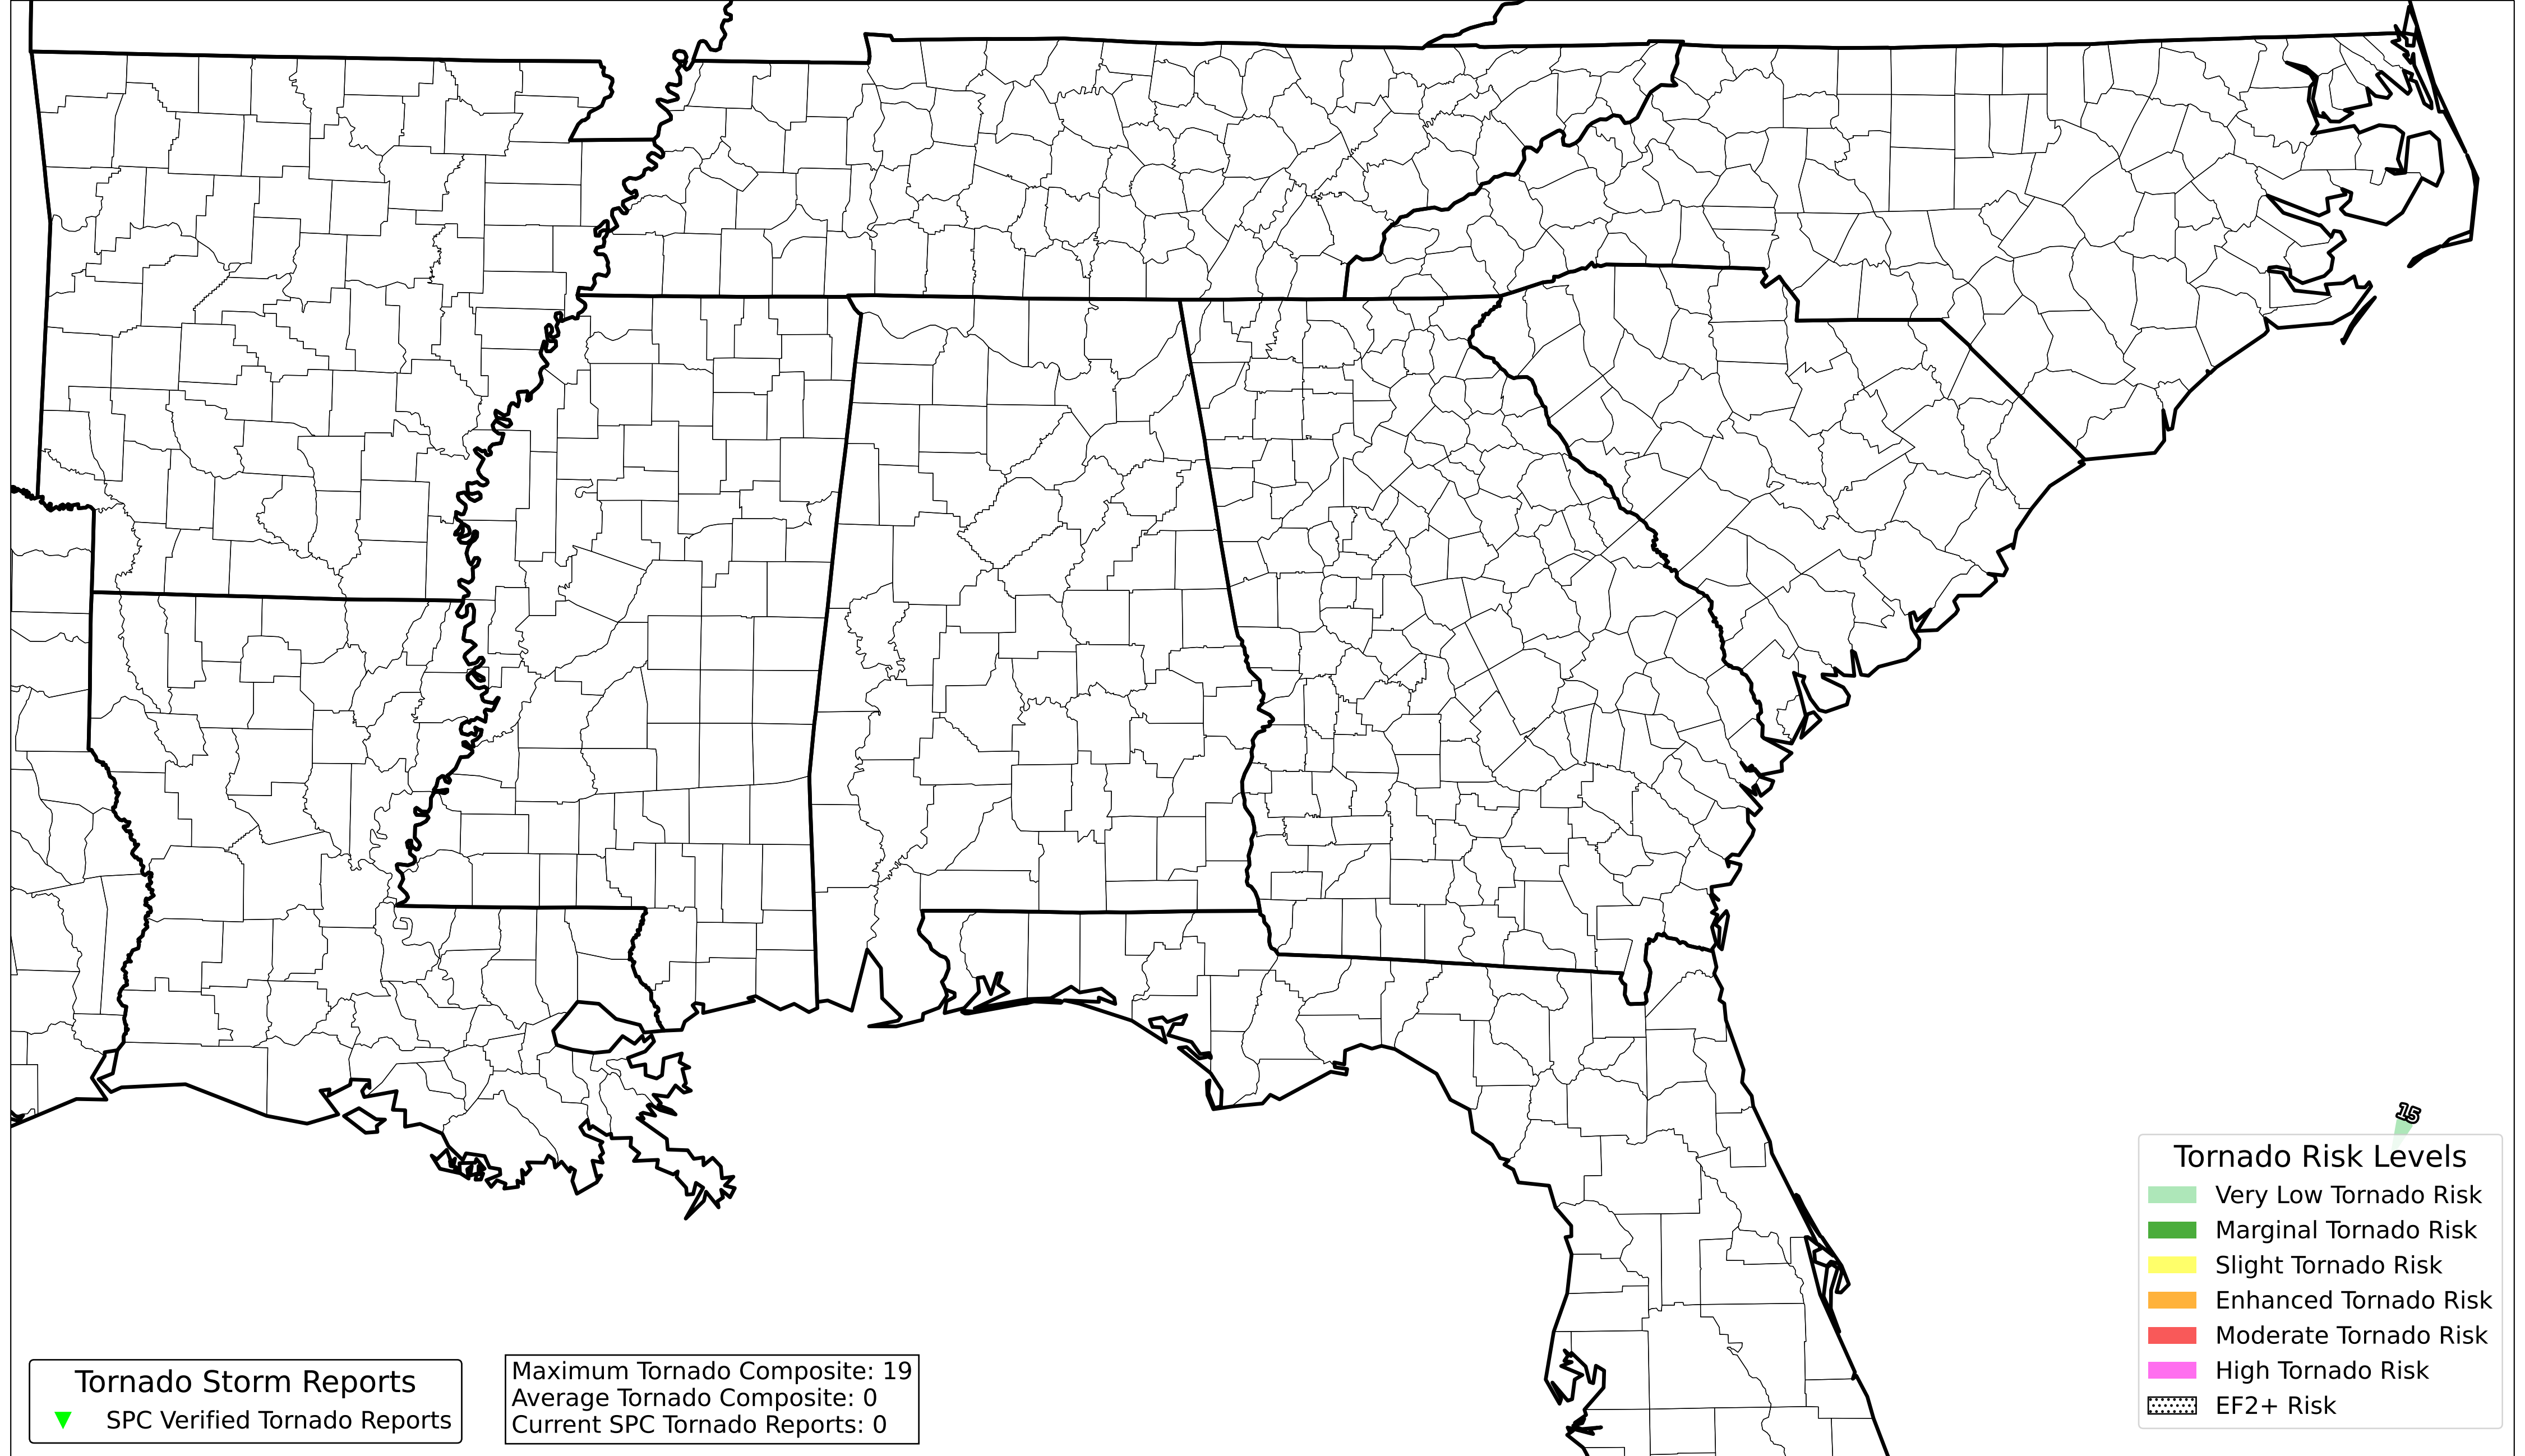 15
Tornado Risk Levels
Very Low Tornado Risk
Marginal Tornado Risk
Slight Tornado Risk
Enhanced Tornado Risk
Moderate Tornado Risk
High Tornado Risk
EF2+ Risk
Tornado Storm Reports
SPC Verified Tornado Reports
Maximum Tornado Composite: 19
Average Tornado Composite: 0
Current SPC Tornado Reports: 0